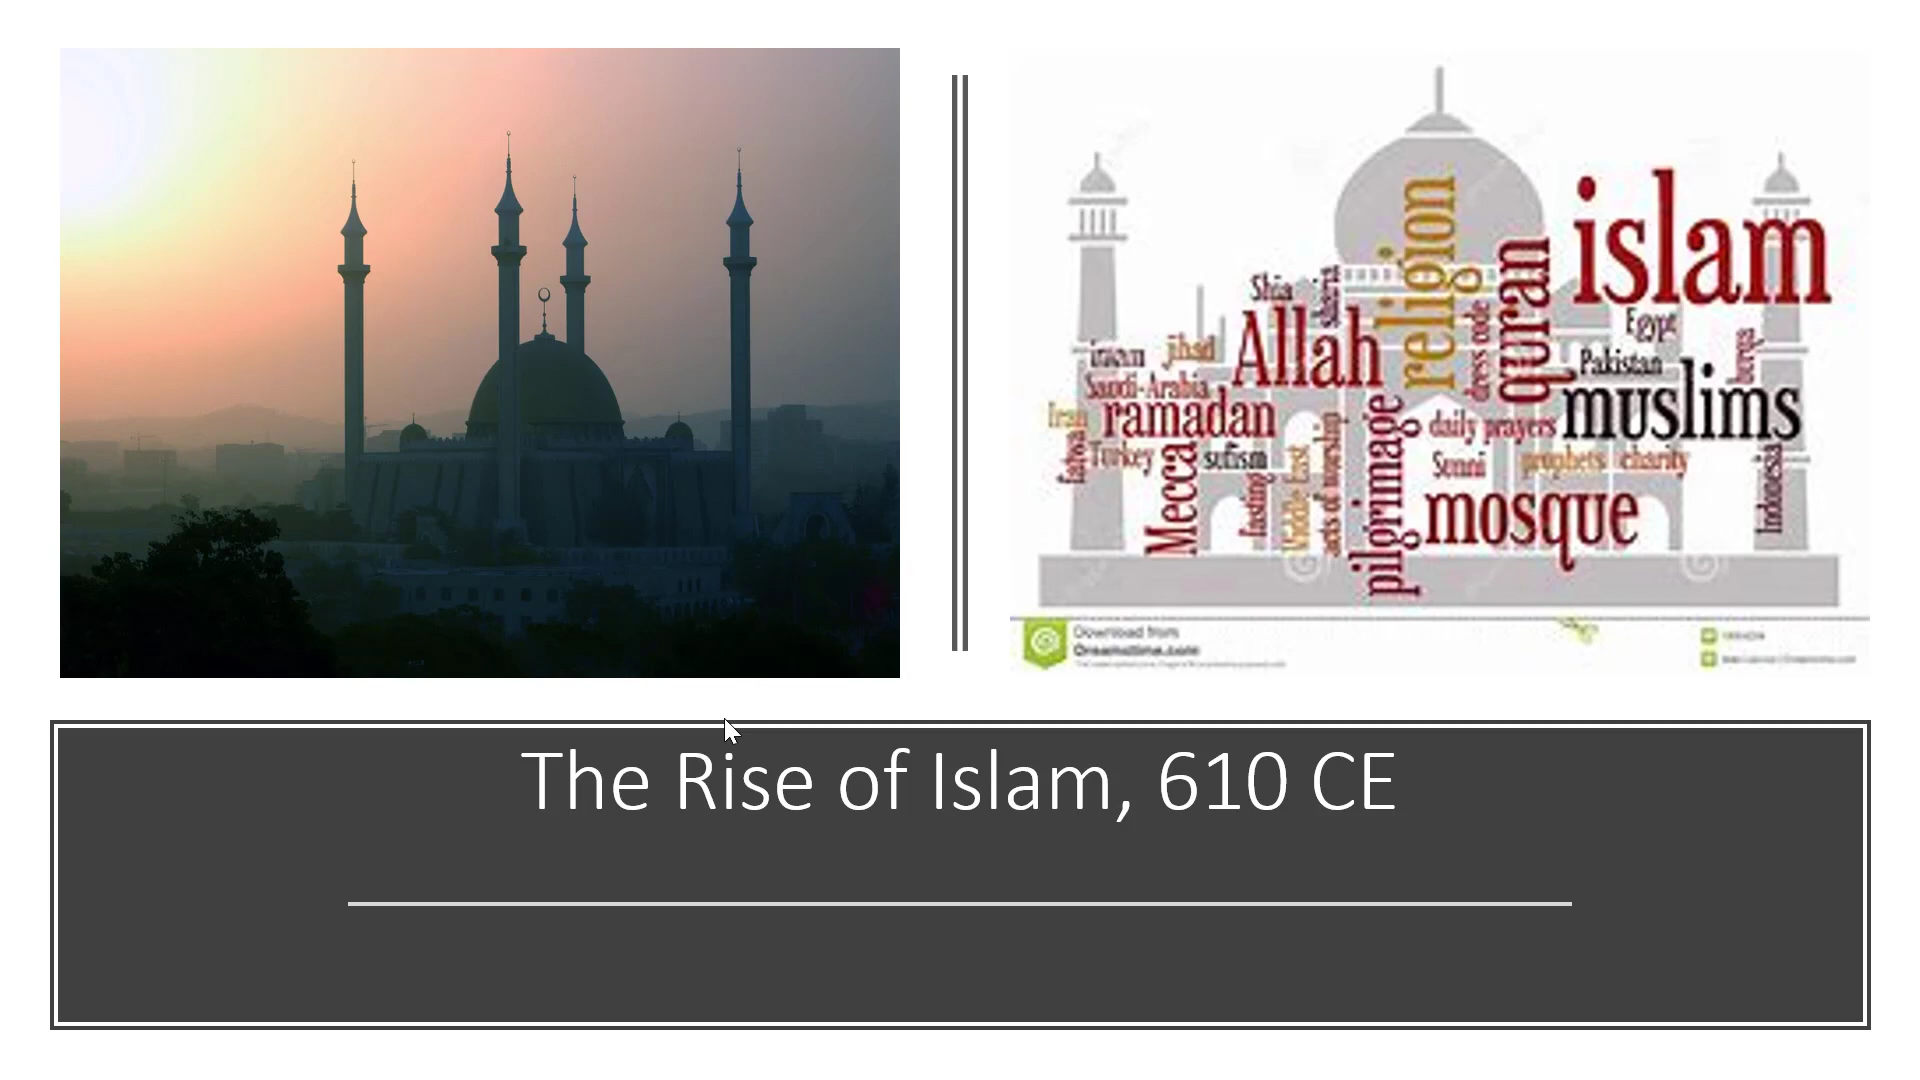 islam
religion
quran
Allah
Shia
sharia
dress code
Egypt
Pakistan
burqa
imam
jihad
Saudi-Arabia
muslims
Iran
ramadan
daily prayers
fatwa
Turkey
sufism
Sunni
prophets
charity
Mecca
fasting
Middle East
acts of worship
pilgrimage
mosque
Indonesia
Download from
Dreamstime.com
The Rise of Islam, 610 CE